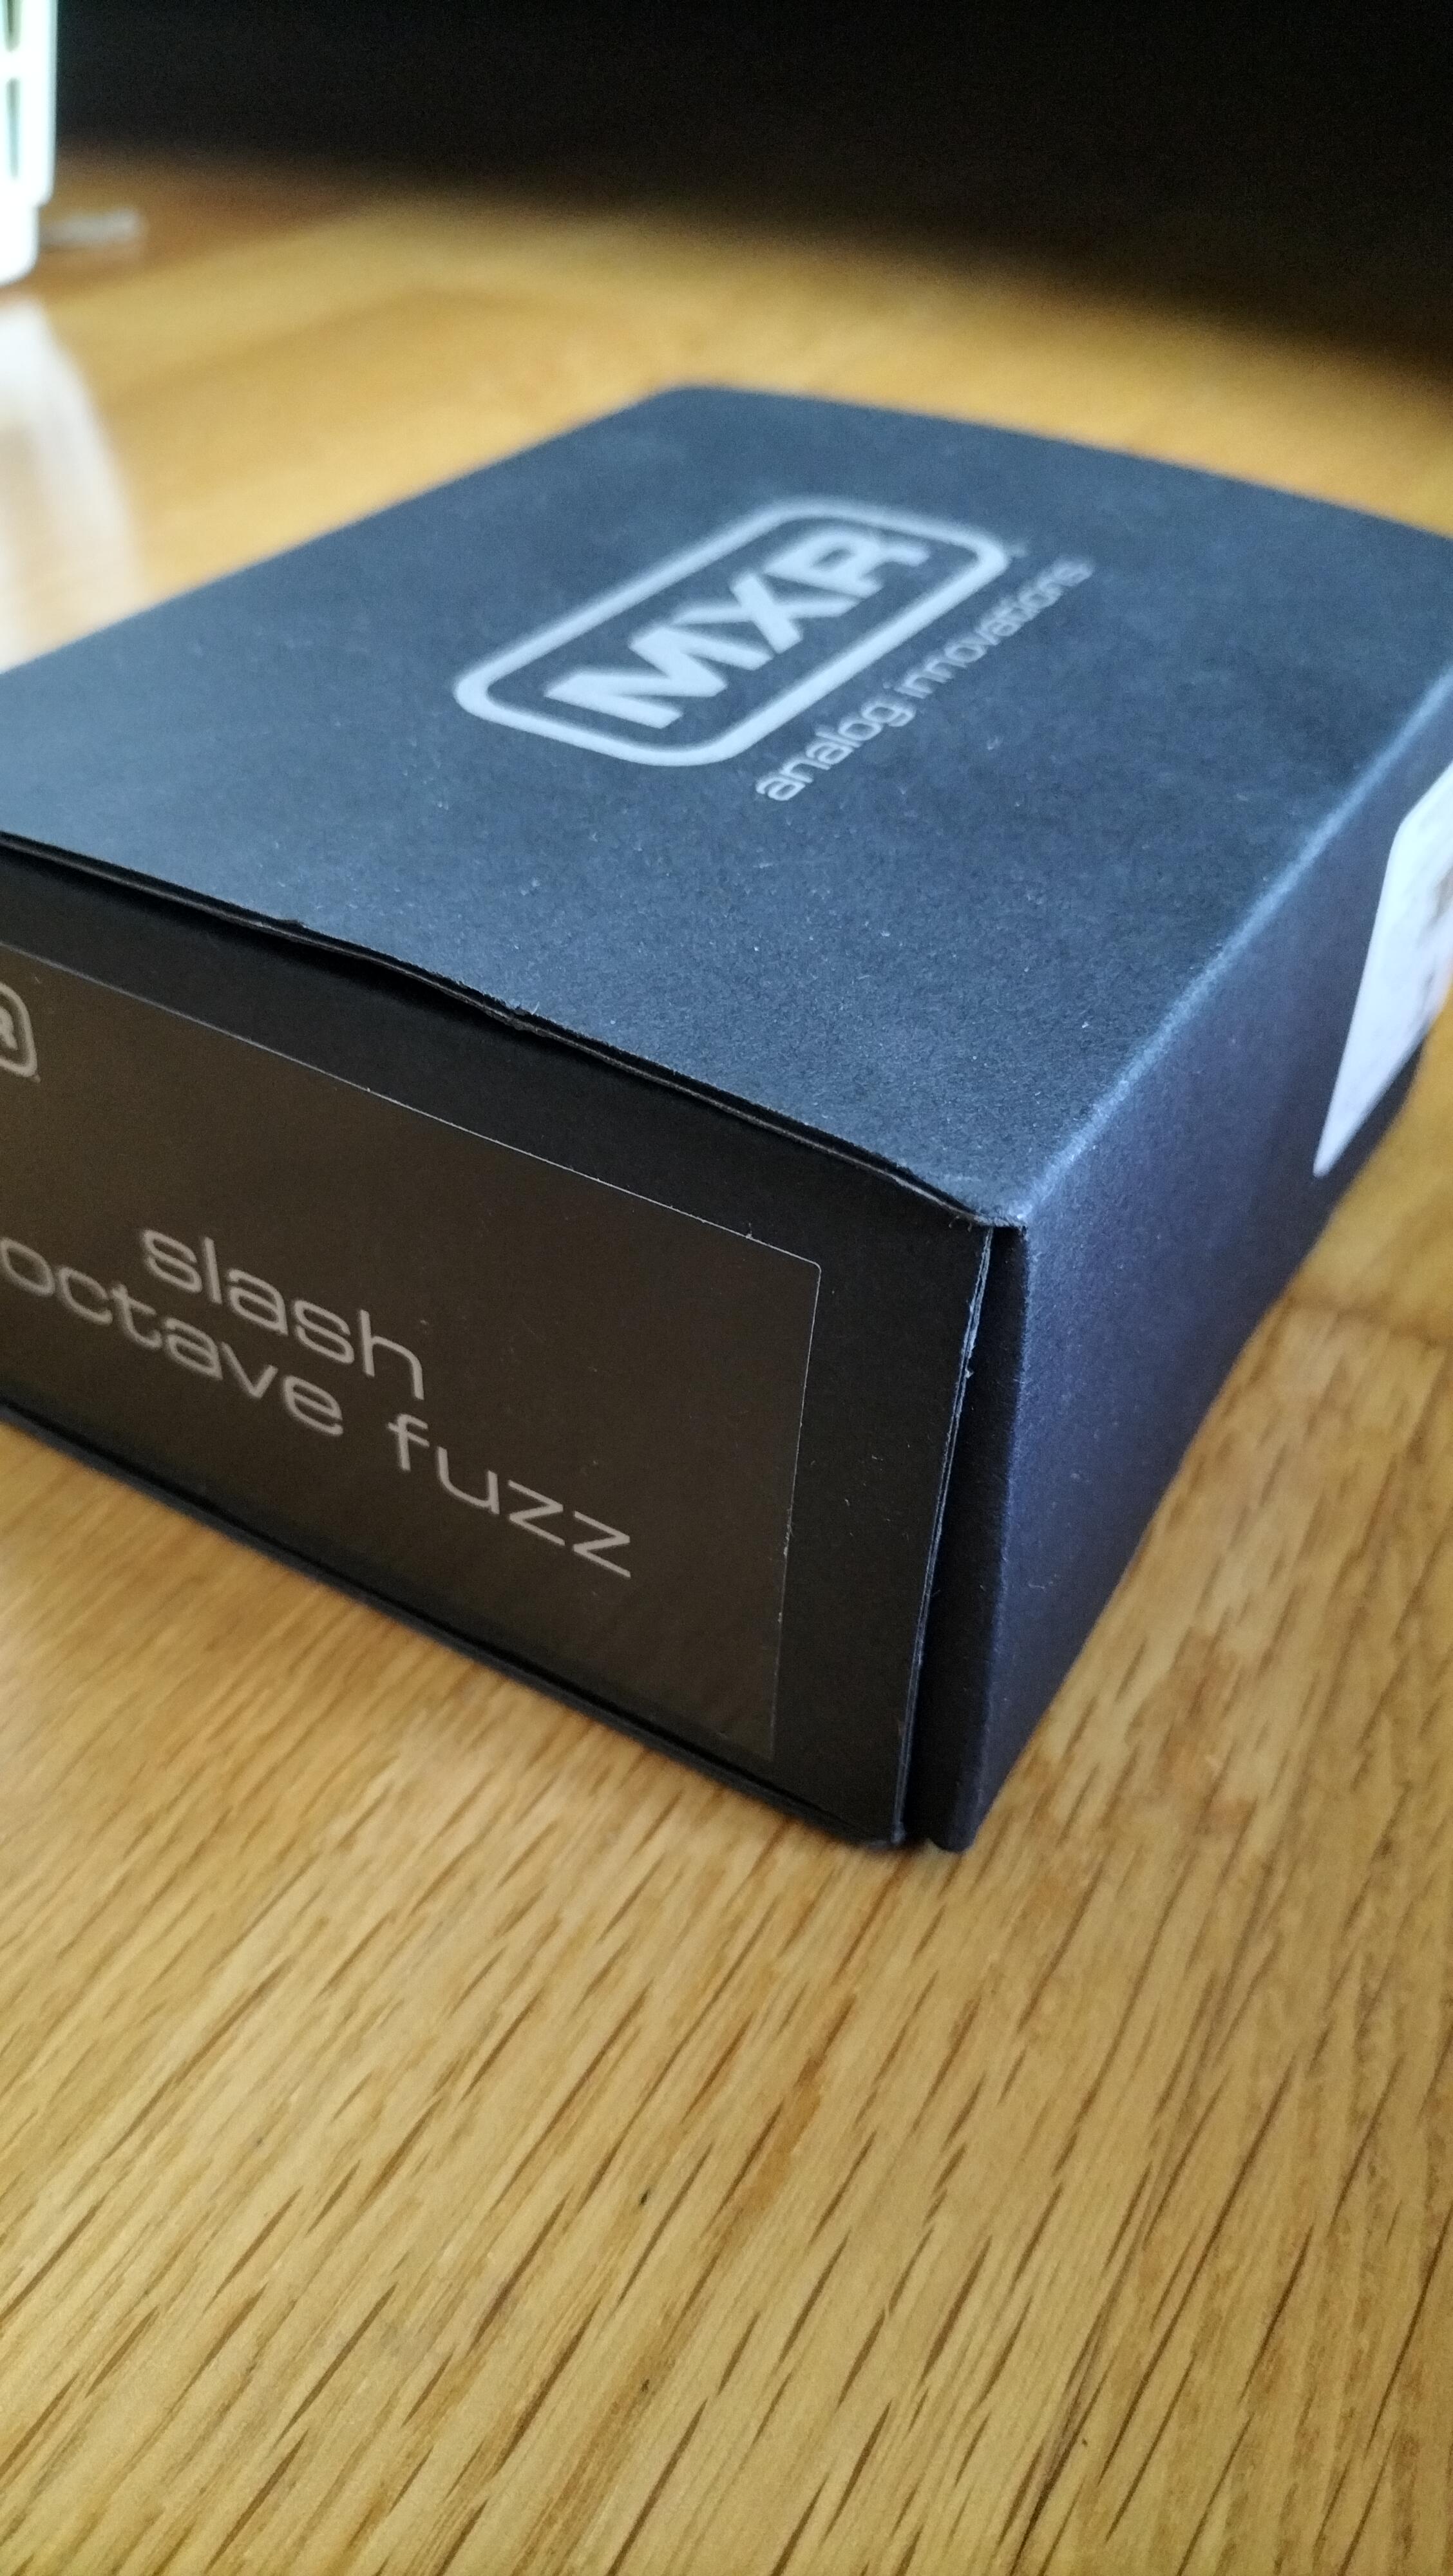 MXR
analog innovations
R
slash
octave fuzz